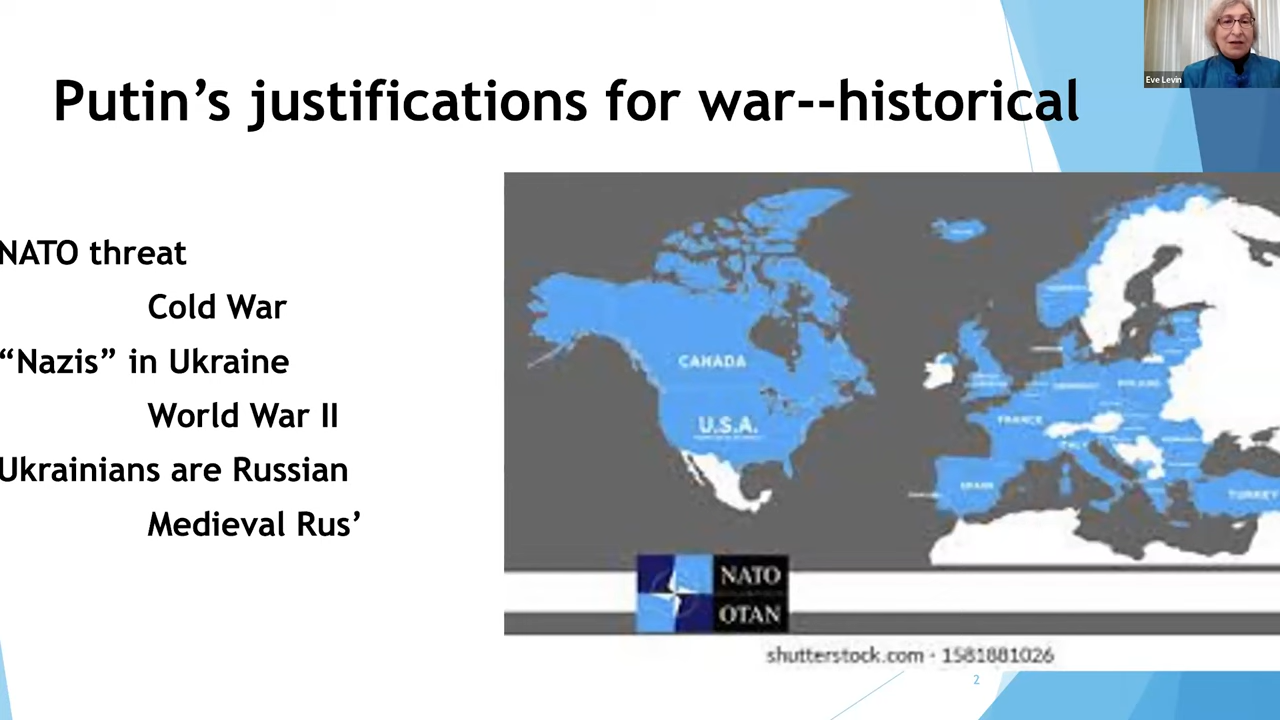 Putin's justifications for war--historical
Eve Levin
NATO threat
Cold War
“Nazis” in Ukraine
World War II
Ukrainians are Russian
Medieval Rus’
CANADA
U.S.A.
FRANCE
SPAIN
TURKEY
NATO
OTAN
shutterstock.com · 1581881026
2